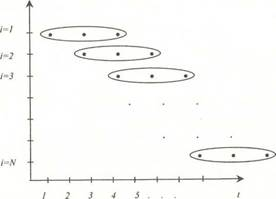 i=1
i=2
i=3
i=N
1 2 3 4 5 . . . t